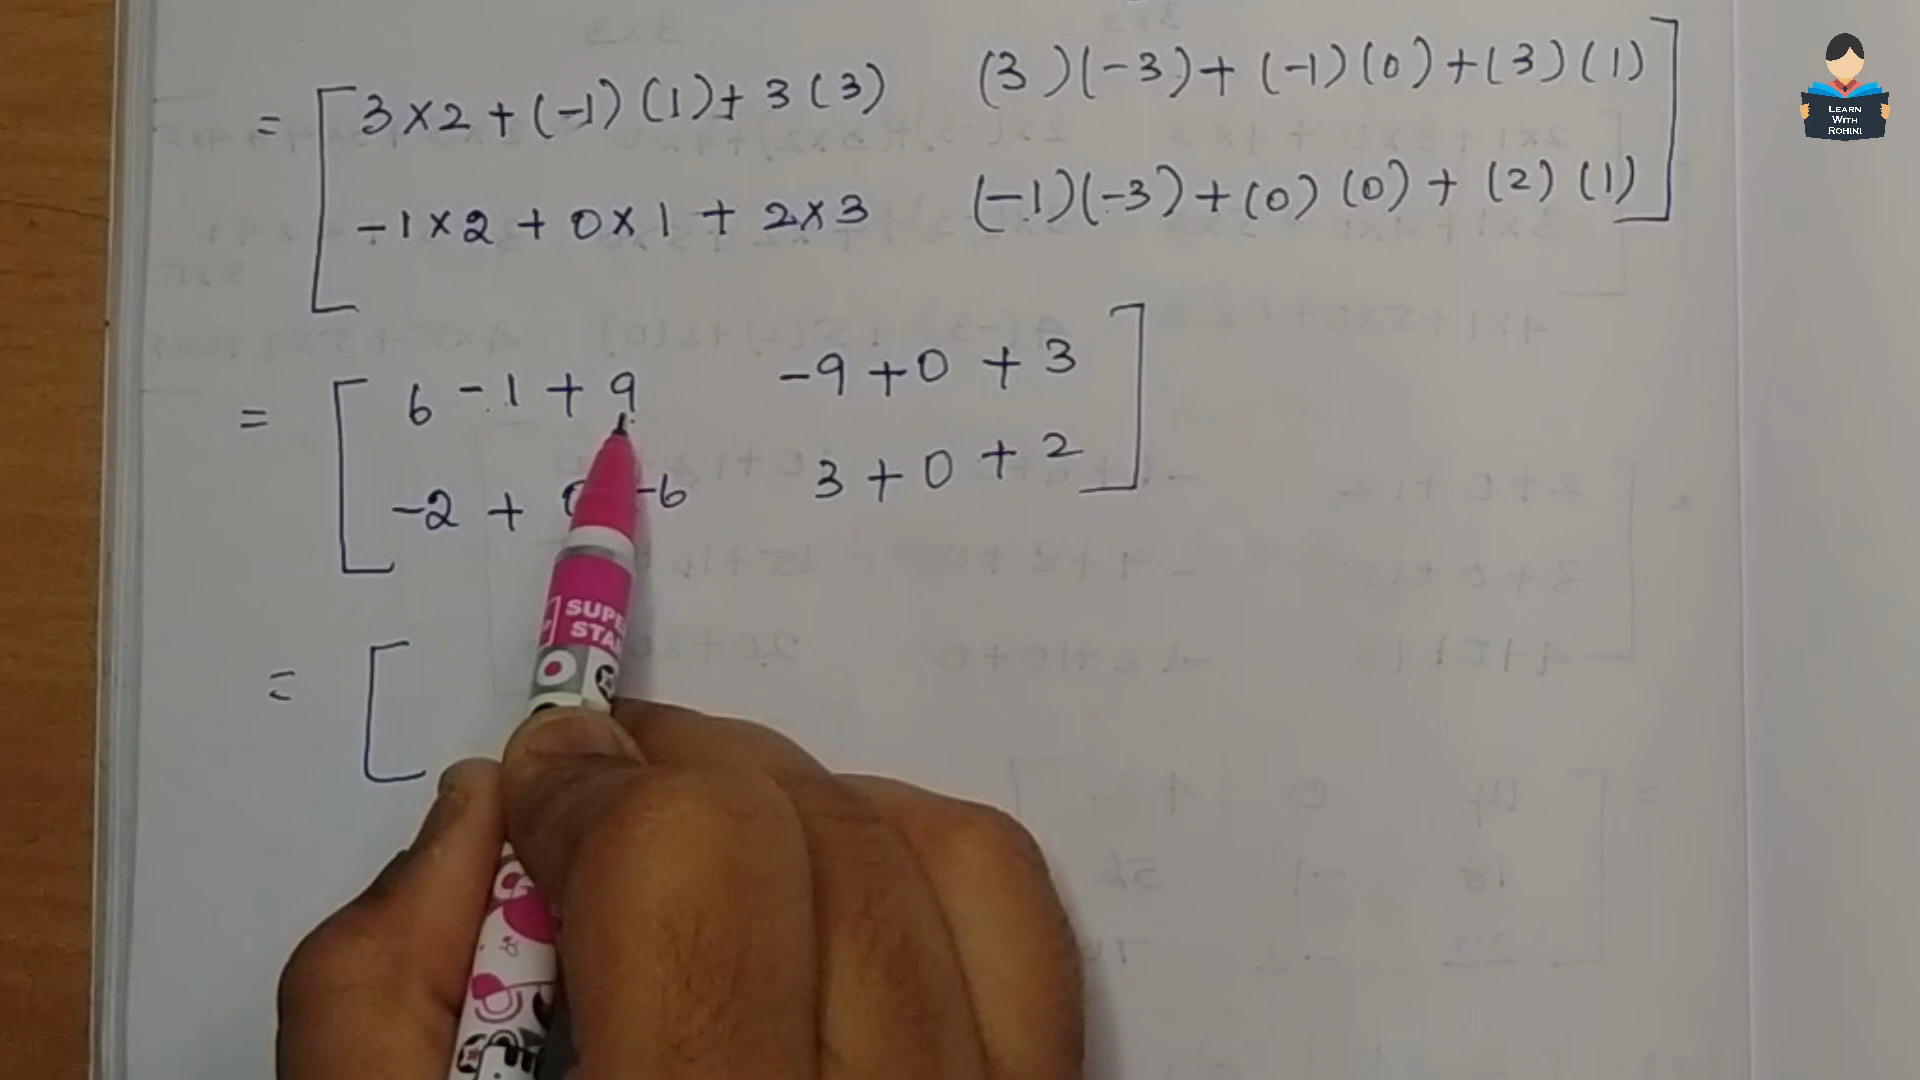 = [ 3×2 + (-1)(1) + 3(3)   (3)(-3) + (-1)(0) + (3)(1) ]
-1×2 + 0×1 + 2×3   (-1)(-3) + (0)(0) + (2)(1)
= [ 6 - 1 + 9   -9 + 0 + 3 ]
-2 + 6   3 + 0 + 2
= [
SUPE
STA
LEARN
WITH
ROHINI